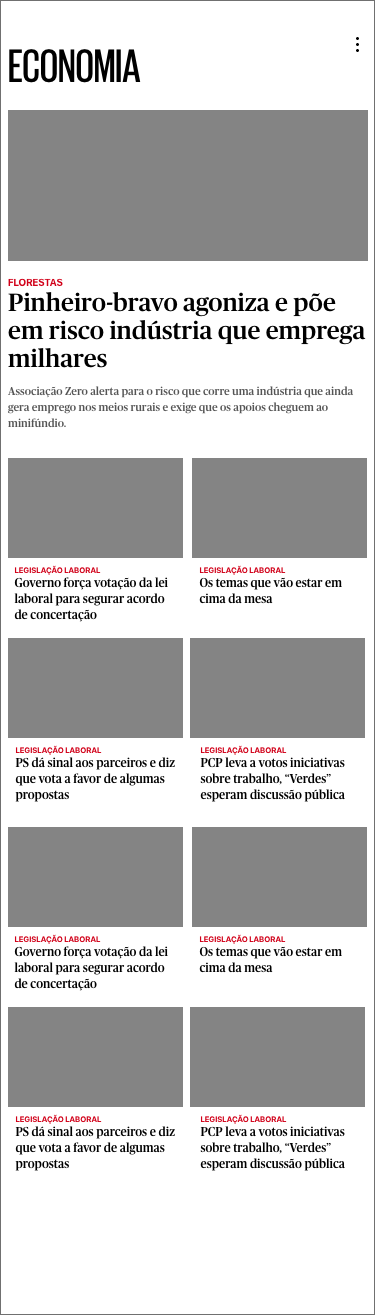 ECONOMIA
FLORESTAS
Pinheiro-bravo agoniza e põe
em risco indústria que emprega
milhares
Associação Zero alerta para o risco que corre uma indústria que ainda
gera emprego nos meios rurais e exige que os apoios cheguem ao
minifúndio.
LEGISLAÇÃO LABORAL
Governo força votação da lei
laboral para segurar acordo
de concertação
LEGISLAÇÃO LABORAL
Os temas que vão estar em
cima da mesa
LEGISLAÇÃO LABORAL
PS dá sinal aos parceiros e diz
que vota a favor de algumas
propostas
LEGISLAÇÃO LABORAL
PCP leva a votos iniciativas
sobre trabalho, “Verdes”
esperam discussão pública
LEGISLAÇÃO LABORAL
Governo força votação da lei
laboral para segurar acordo
de concertação
LEGISLAÇÃO LABORAL
Os temas que vão estar em
cima da mesa
LEGISLAÇÃO LABORAL
PS dá sinal aos parceiros e diz
que vota a favor de algumas
propostas
LEGISLAÇÃO LABORAL
PCP leva a votos iniciativas
sobre trabalho, “Verdes”
esperam discussão pública